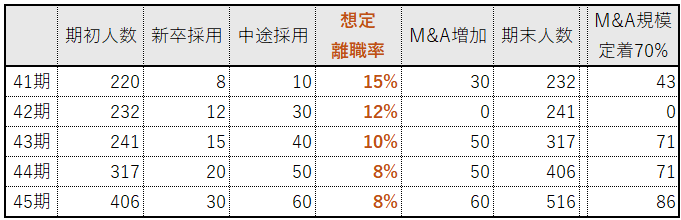 期初人数 新卒採用 中途採用 想定 離職率 M&A増加 期末人数 M&A規模 定着70%
41期 220 8 10 15% 30 232 43
42期 232 12 30 12% 0 241 0
43期 241 15 40 10% 50 317 71
44期 317 20 50 8% 50 406 71
45期 406 30 60 8% 60 516 86